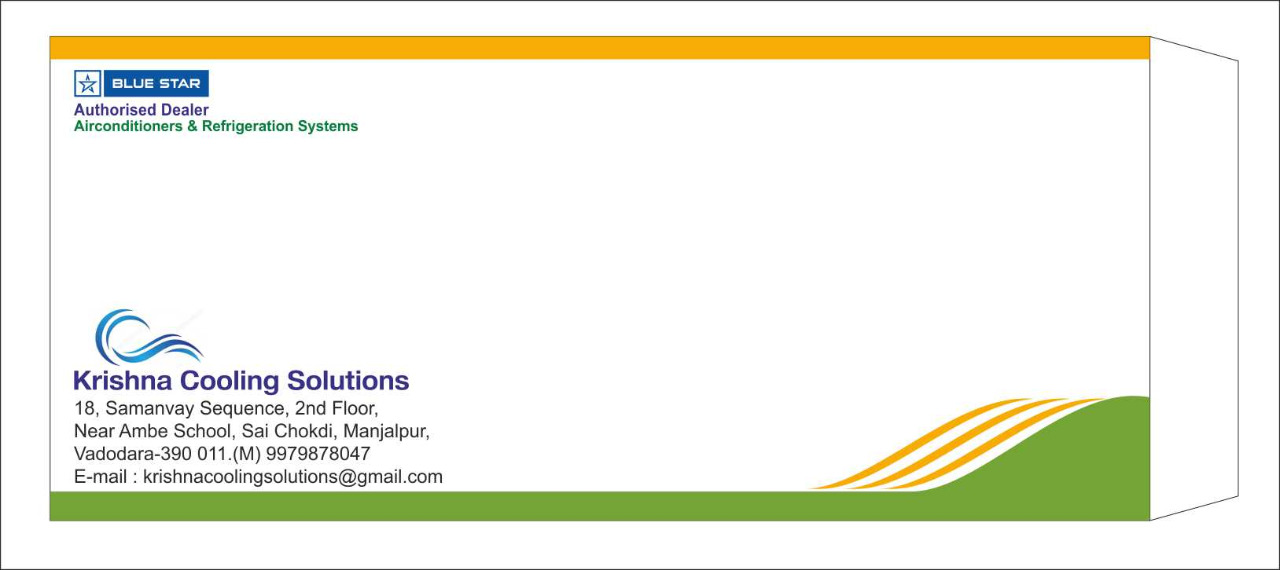 BLUE STAR
Authorised Dealer
Airconditioners & Refrigeration Systems
Krishna Cooling Solutions
18, Samanvay Sequence, 2nd Floor,
Near Ambe School, Sai Chokdi, Manjalpur,
Vadodara-390 011.(M) 9979878047
E-mail : krishnacoolingsolutions@gmail.com